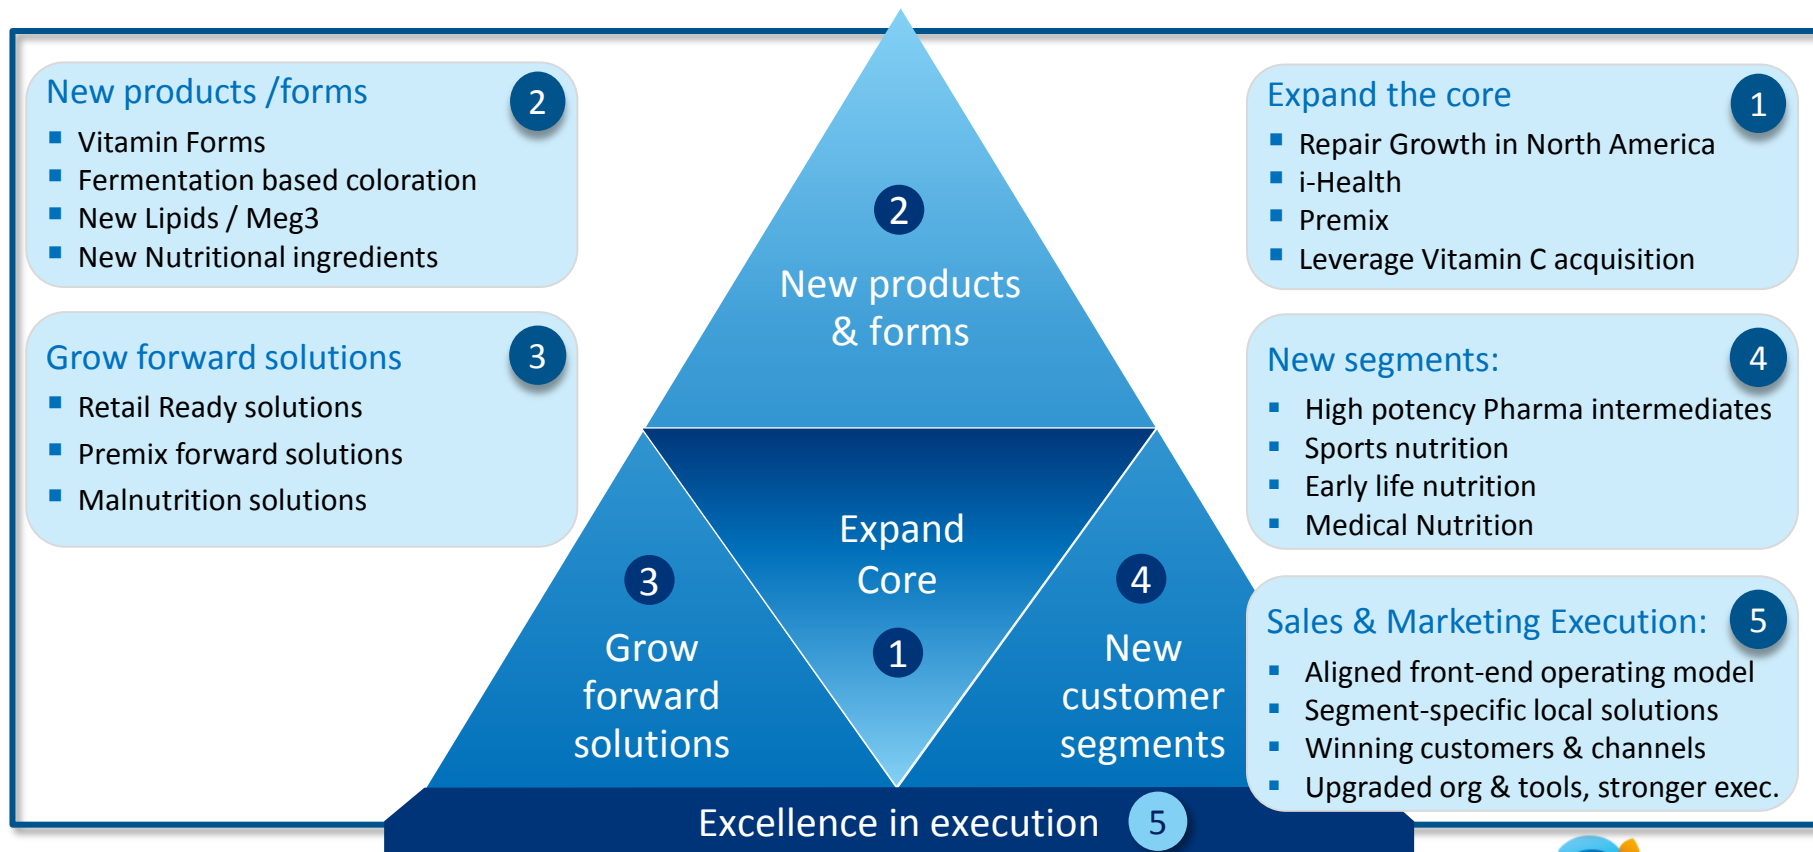 New products /forms
2
Vitamin Forms
Fermentation based coloration
New Lipids / Meg3
New Nutritional ingredients
Grow forward solutions
3
Retail Ready solutions
Premix forward solutions
Malnutrition solutions
2
New products
& forms
Expand
Core
1
3
Grow
forward
solutions
4
New
customer
segments
Excellence in execution 5
Expand the core
1
Repair Growth in North America
i-Health
Premix
Leverage Vitamin C acquisition
New segments:
4
High potency Pharma intermediates
Sports nutrition
Early life nutrition
Medical Nutrition
Sales & Marketing Execution:
5
Aligned front-end operating model
Segment-specific local solutions
Winning customers & channels
Upgraded org & tools, stronger exec.